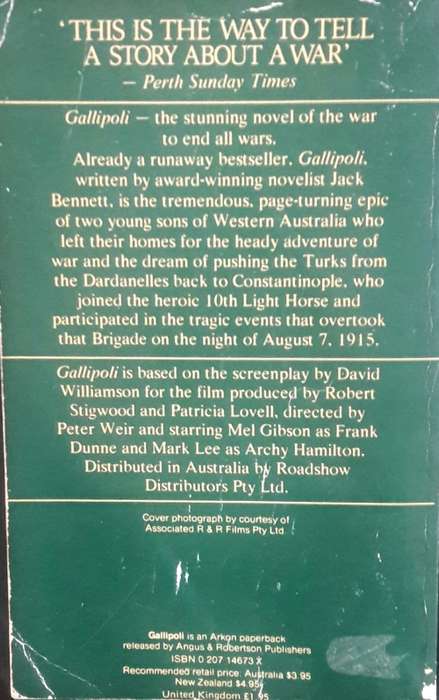 'THIS IS THE WAY TO TELL
A STORY ABOUT A WAR'
— Perth Sunday Times
Gallipoli — the stunning novel of the war
to end all wars.
Already a runaway bestseller, Gallipoli,
written by award-winning novelist Jack
Bennett, is the tremendous, page-turning epic
of two young sons of Western Australia who
left their homes for the heady adventure of
war and the dream of pushing the Turks from
the Dardanelles back to Constantinople, who
joined the heroic 10th Light Horse and
participated in the tragic events that overtook
that Brigade on the night of August 7, 1915.
Gallipoli is based on the screenplay by David
Williamson for the film produced by Robert
Stigwood and Patricia Lovell, directed by
Peter Weir and starring Mel Gibson as Frank
Dunne and Mark Lee as Archy Hamilton.
Distributed in Australia by Roadshow
Distributors Pty Ltd.
Cover photograph by courtesy of
Associated R & R Films Pty Ltd
Gallipoli is an Arkon paperback
released by Angus & Robertson Publishers
ISBN 0 207 14673 X
Recommended retail price: Australia $3.95
New Zealand $4.95
United Kingdom £1.95